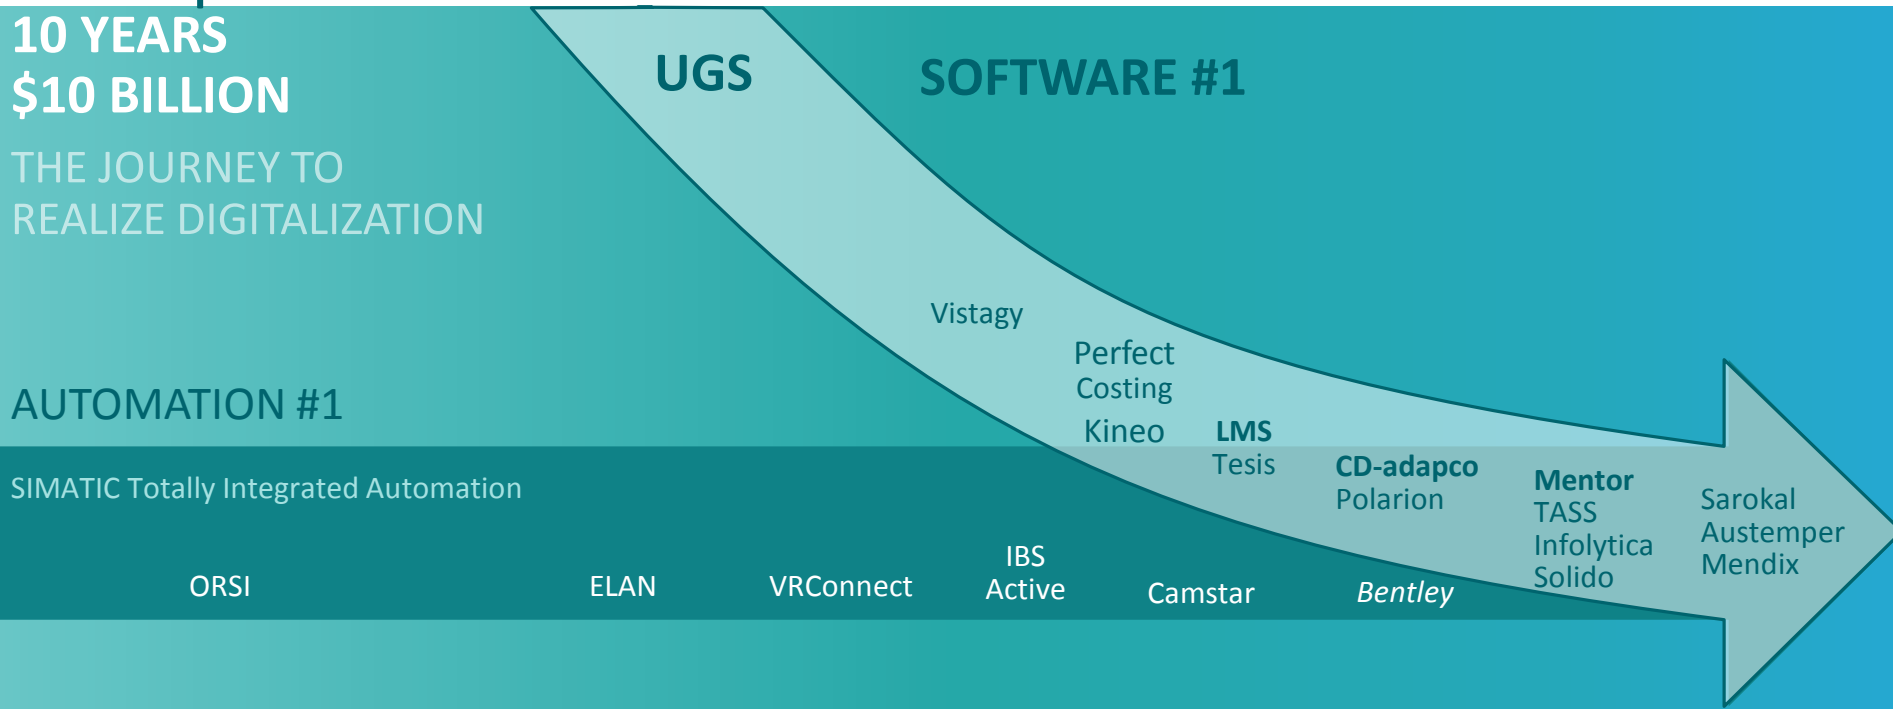 10 YEARS
$10 BILLION
THE JOURNEY TO
REALIZE DIGITALIZATION
UGS
SOFTWARE #1
Vistagy
Perfect
Costing
Kineo
LMS
Tesis
CD-adapco
Polarion
Mentor
TASS
Infolytica
Solido
Sarokal
Austemper
Mendix
AUTOMATION #1
SIMATIC Totally Integrated Automation
ORSI
ELAN
VRConnect
IBS
Active
Camstar
Bentley